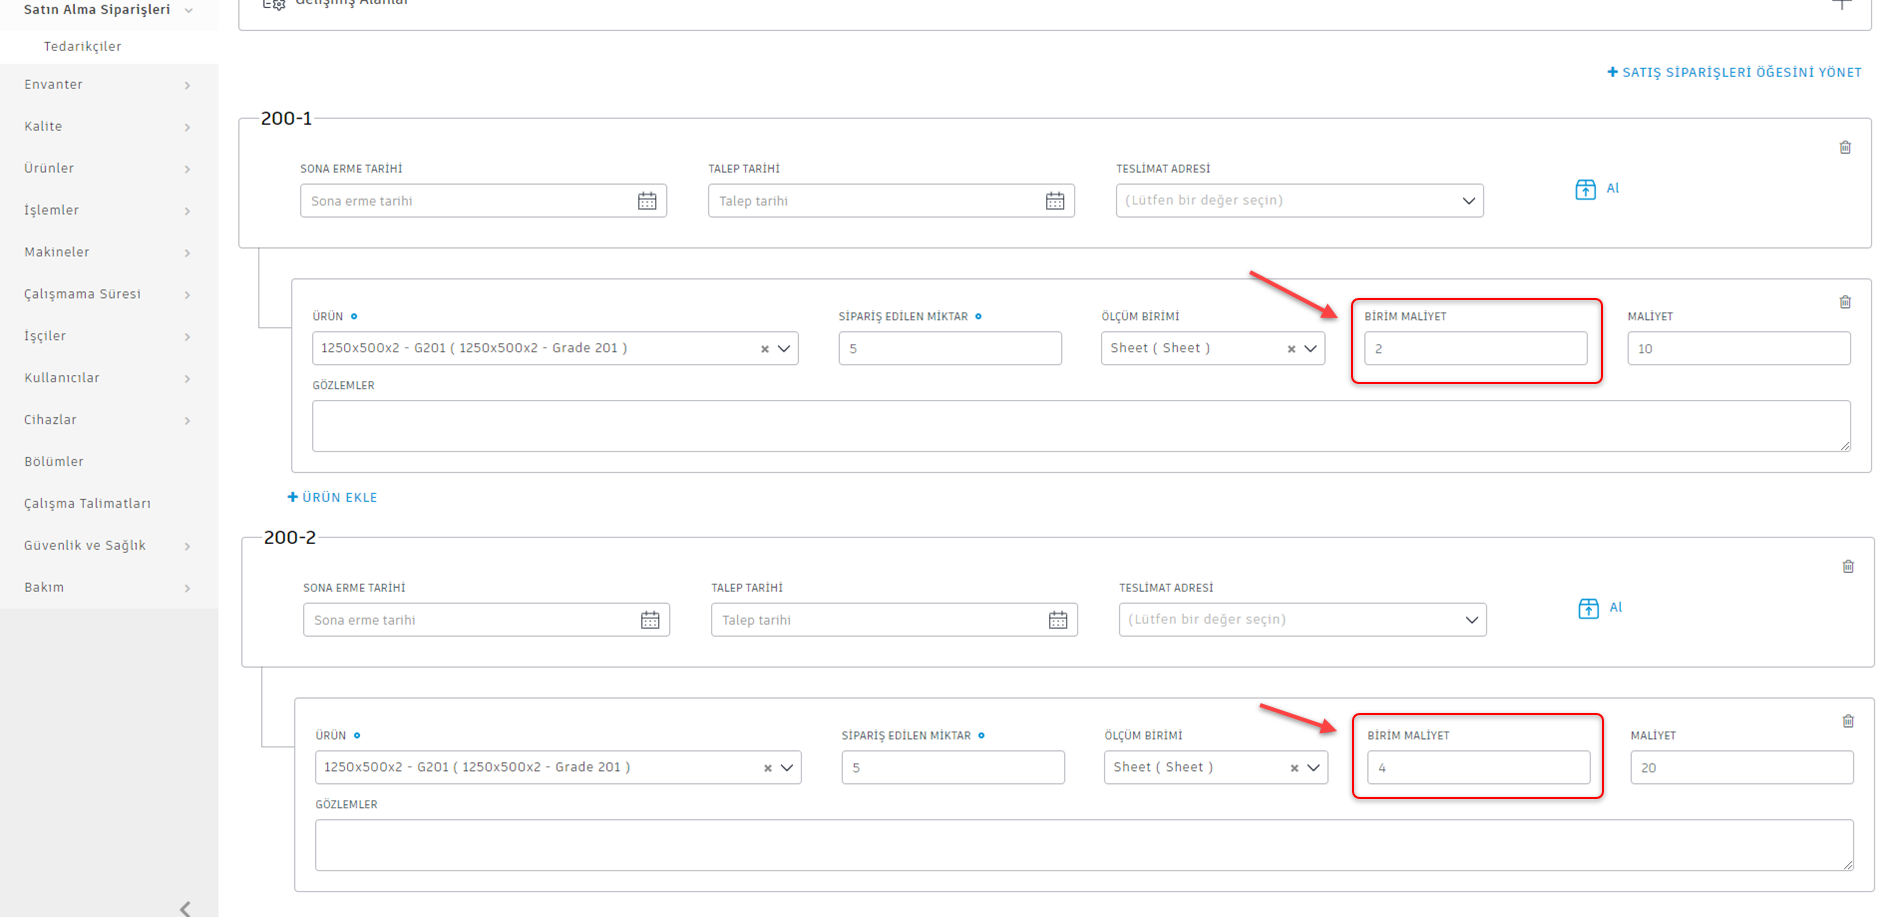 Satın Alma Siparişleri
Gelişmiş Alanlar
Tedarikçiler
Envanter
Kalite
Ürünler
İşlemler
Makineler
Çalışmama Süresi
İşçiler
Kullanıcılar
Cihazlar
Bölümler
Çalışma Talimatları
Güvenlik ve Sağlık
Bakım
+ SATIŞ SİPARİŞLERİ ÖĞESİNİ YÖNET
200-1
SONA ERME TARİHİ TALEP TARİHİ TESLİMAT ADRESİ
Sona erme tarihi Talep tarihi (Lütfen bir değer seçin) Al
ÜRÜN SİPARİŞ EDİLEN MİKTAR ÖLÇÜM BİRİMİ BİRİM MALİYET MALİYET
1250x500x2 - G201 ( 1250x500x2 - Grade 201 ) × 5 Sheet ( Sheet ) × 2 10
GÖZLEMLER
+ ÜRÜN EKLE
200-2
SONA ERME TARİHİ TALEP TARİHİ TESLİMAT ADRESİ
Sona erme tarihi Talep tarihi (Lütfen bir değer seçin) Al
ÜRÜN SİPARİŞ EDİLEN MİKTAR ÖLÇÜM BİRİMİ BİRİM MALİYET MALİYET
1250x500x2 - G201 ( 1250x500x2 - Grade 201 ) × 5 Sheet ( Sheet ) × 4 20
GÖZLEMLER